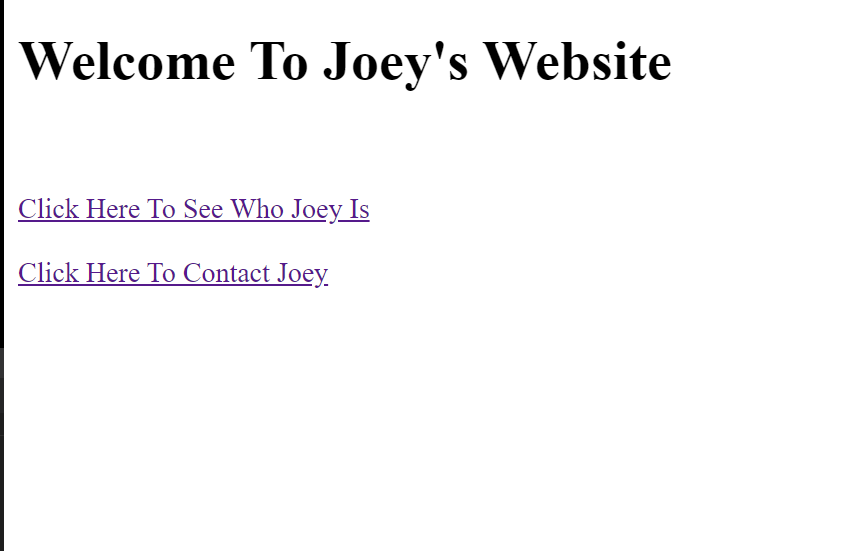 Welcome To Joey's Website
Click Here To See Who Joey Is
Click Here To Contact Joey